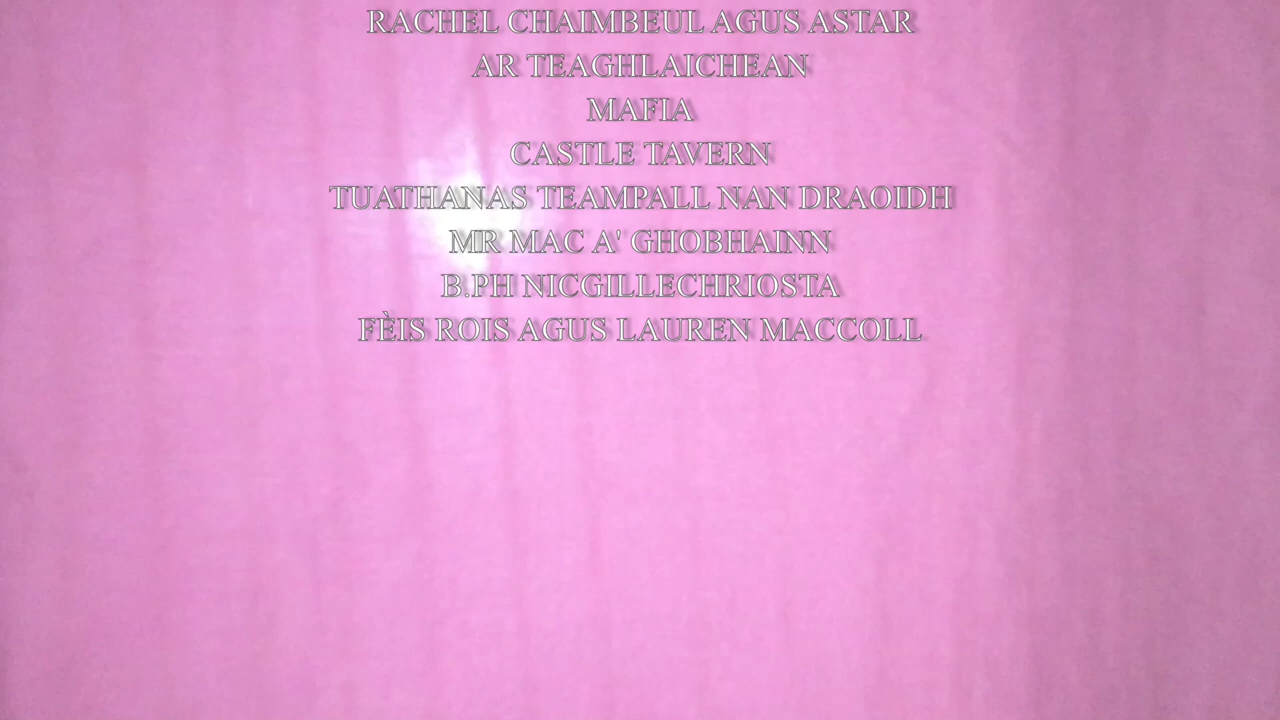 RACHEL CHAIMBEUL AGUS ASTAR
AR TEAGHLAICHEAN
MAFIA
CASTLE TAVERN
TUATHANAS TEAMPALL NAN DRAOIDH
MR MAC A' GHOBHAINN
B.PH NICGILLECHRIOSTA
FÈIS ROIS AGUS LAUREN MACCOLL